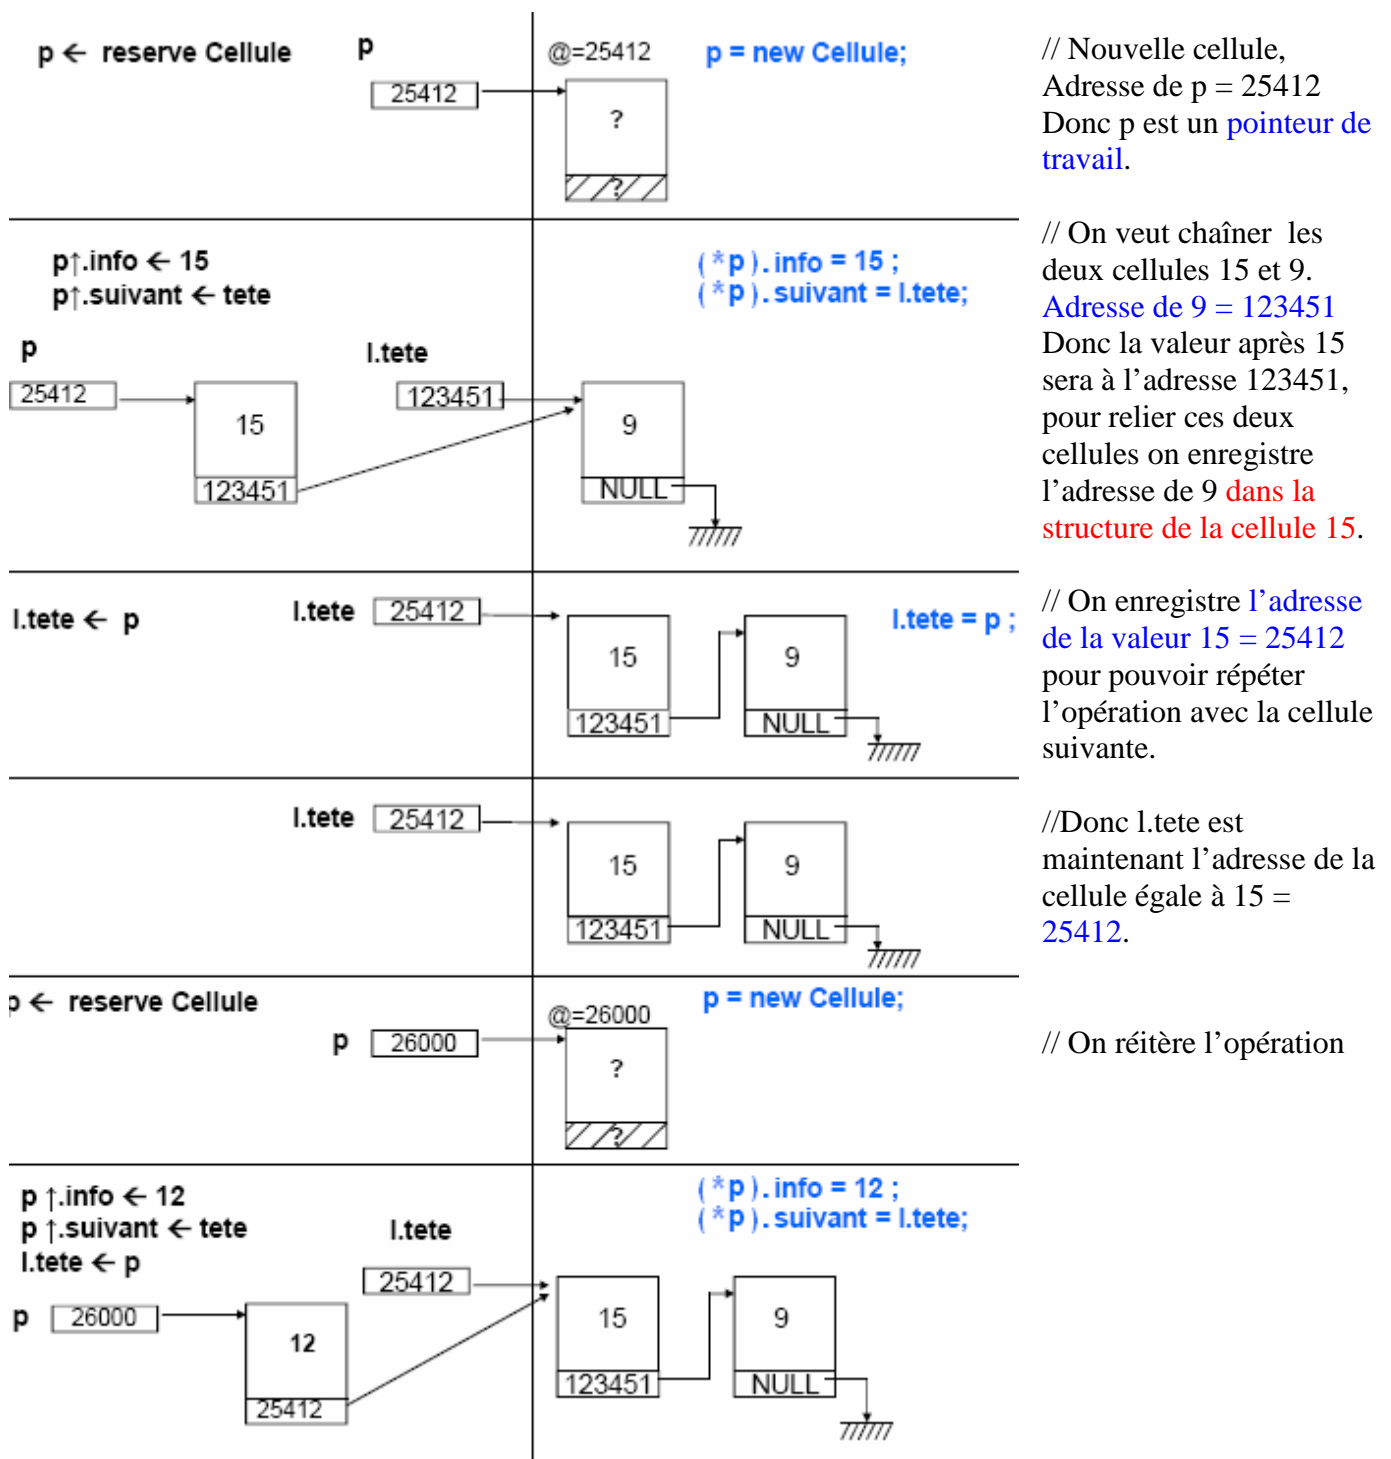 p ← reserve Cellule
p
25412
@=25412
?
?
p = new Cellule;
// Nouvelle cellule,
Adresse de p = 25412
Donc p est un pointeur de
travail.
p↑.info ← 15
p↑.suivant ← tete
(*p).info = 15 ;
(*p).suivant = l.tete;
p
25412
15
123451
l.tete
123451
9
NULL
// On veut chaîner les
deux cellules 15 et 9.
Adresse de 9 = 123451
Donc la valeur après 15
sera à l’adresse 123451,
pour relier ces deux
cellules on enregistre
l’adresse de 9 dans la
structure de la cellule 15.
l.tete ← p
l.tete
25412
15
123451
9
NULL
l.tete = p ;
// On enregistre l’adresse
de la valeur 15 = 25412
pour pouvoir répéter
l’opération avec la cellule
suivante.
l.tete
25412
15
123451
9
NULL
//Donc l.tete est
maintenant l’adresse de la
cellule égale à 15 =
25412.
p ← reserve Cellule
p
26000
@=26000
?
?
p = new Cellule;
// On réitère l’opération
p ↑.info ← 12
p ↑.suivant ← tete
l.tete ← p
(*p).info = 12 ;
(*p).suivant = l.tete;
l.tete
25412
p
26000
12
25412
15
123451
9
NULL